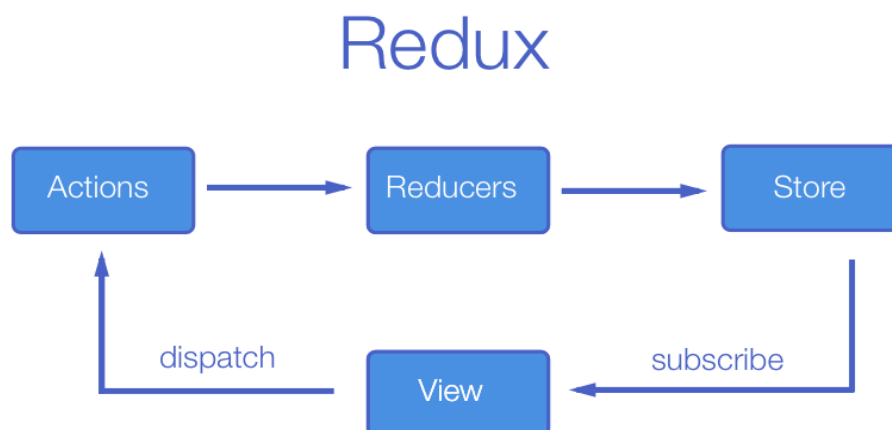 Redux
Actions
Reducers
Store
dispatch
subscribe
View